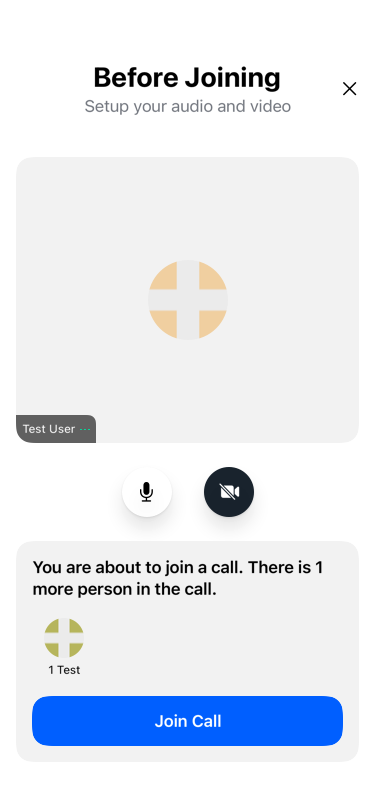 Before Joining
Setup your audio and video
Test User ···
You are about to join a call. There is 1
more person in the call.
1 Test
Join Call